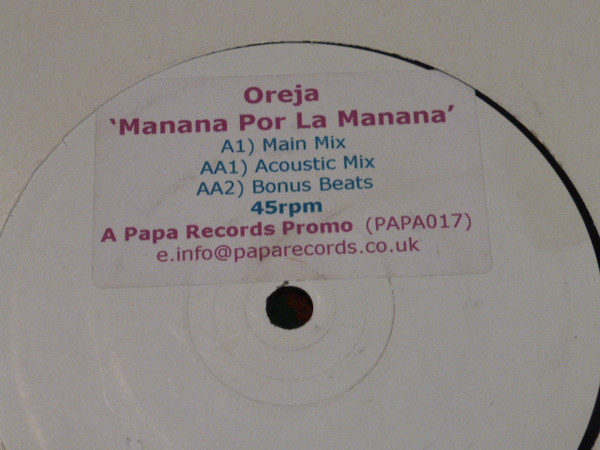 Oreja
‘Manana Por La Manana’
A1) Main Mix
AA1) Acoustic Mix
AA2) Bonus Beats
45rpm
A Papa Records Promo (PAPA017)
e.info@paparecords.co.uk